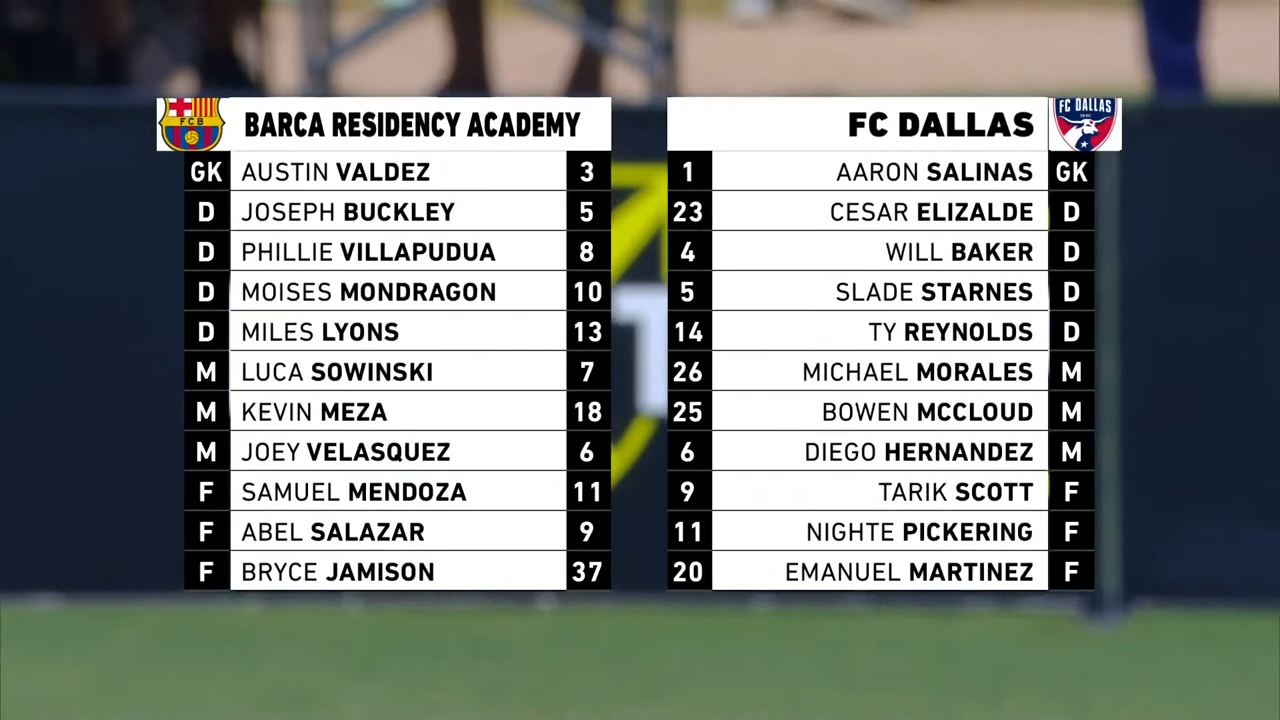 FCB
BARCA RESIDENCY ACADEMY
GK AUSTIN VALDEZ 3
D JOSEPH BUCKLEY 5
D PHILLIE VILLAPUDUA 8
D MOISES MONDRAGON 10
D MILES LYONS 13
M LUCA SOWINSKI 7
M KEVIN MEZA 18
M JOEY VELASQUEZ 6
F SAMUEL MENDOZA 11
F ABEL SALAZAR 9
F BRYCE JAMISON 37
FC DALLAS
FC DALLAS
1 AARON SALINAS GK
23 CESAR ELIZALDE D
4 WILL BAKER D
5 SLADE STARNES D
14 TY REYNOLDS D
26 MICHAEL MORALES M
25 BOWEN MCCLOUD M
6 DIEGO HERNANDEZ M
9 TARIK SCOTT F
11 NIGHTE PICKERING F
20 EMANUEL MARTINEZ F